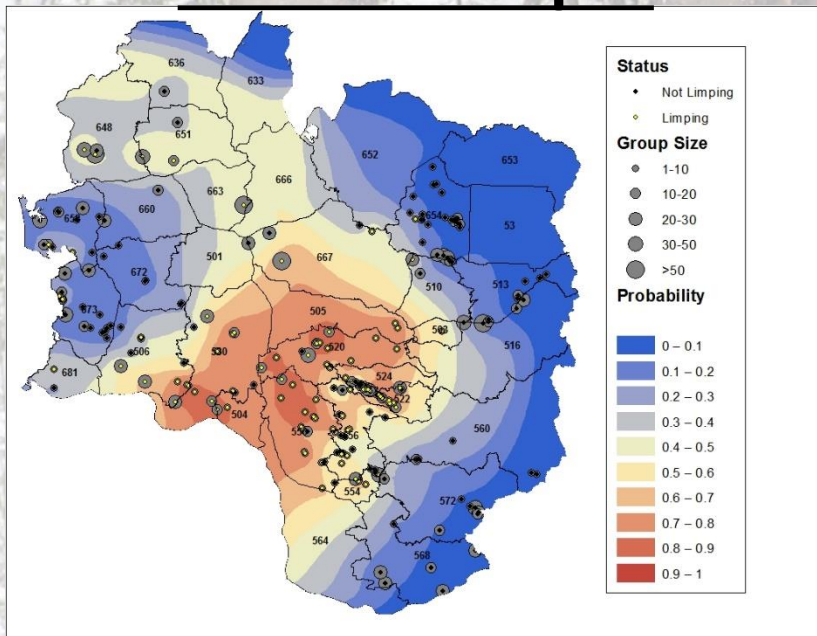 636
633
648
651
652
653
666
654
53
663
660
501
667
672
510
513
673
505
516
506
520
524
681
504
522
560
554
572
564
568
Status
Not Limping
Limping
Group Size
1-10
10-20
20-30
30-50
>50
Probability
0 – 0.1
0.1 – 0.2
0.2 – 0.3
0.3 – 0.4
0.4 – 0.5
0.5 – 0.6
0.6 – 0.7
0.7 – 0.8
0.8 – 0.9
0.9 – 1